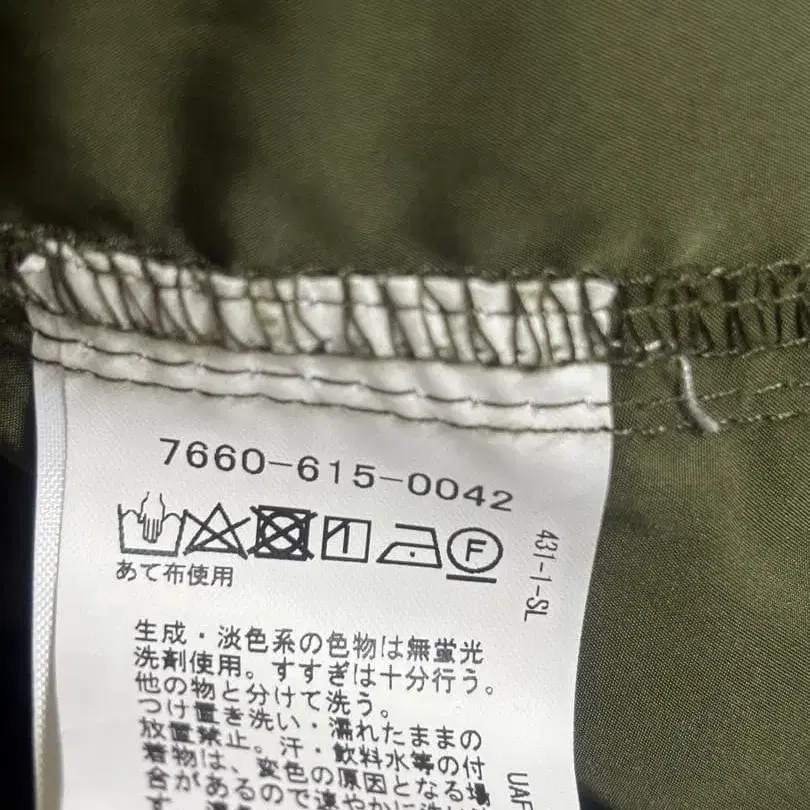 7660-615-0042
F
あて布使用
431-1-SL
生成・淡色系の色物は無蛍光
洗剤使用。すすぎは十分行う。
他の物と分けて洗う。
つけ置き洗い・濡れたままの
放置禁止。汗・飲料水等の付
着物は、変色の原因となる場
合があるので速やかに洗
UAF